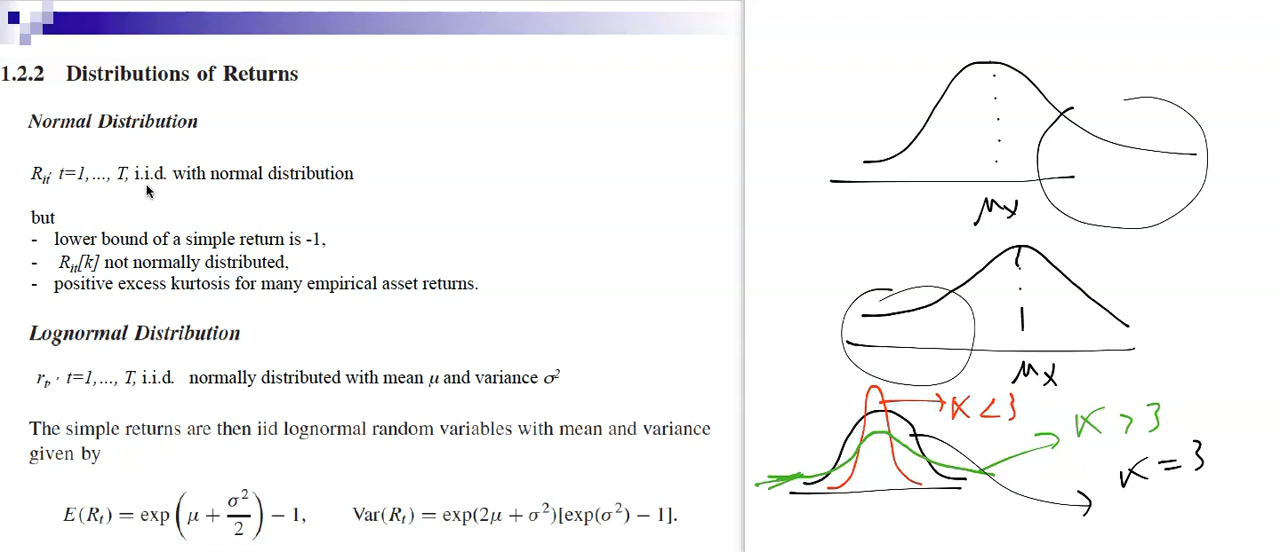 1.2.2 Distributions of Returns
Normal Distribution
R_it, t=1,..., T, i.i.d. with normal distribution
but
- lower bound of a simple return is -1,
- R_it[k] not normally distributed,
- positive excess kurtosis for many empirical asset returns.
Lognormal Distribution
r_t, t=1,..., T, i.i.d. normally distributed with mean μ and variance σ²
The simple returns are then iid lognormal random variables with mean and variance
given by
E(R_t) = exp(μ + σ²/2) − 1, Var(R_t) = exp(2μ + σ²)[exp(σ²) − 1].
μx
μx
K < 3
K > 3
K = 3